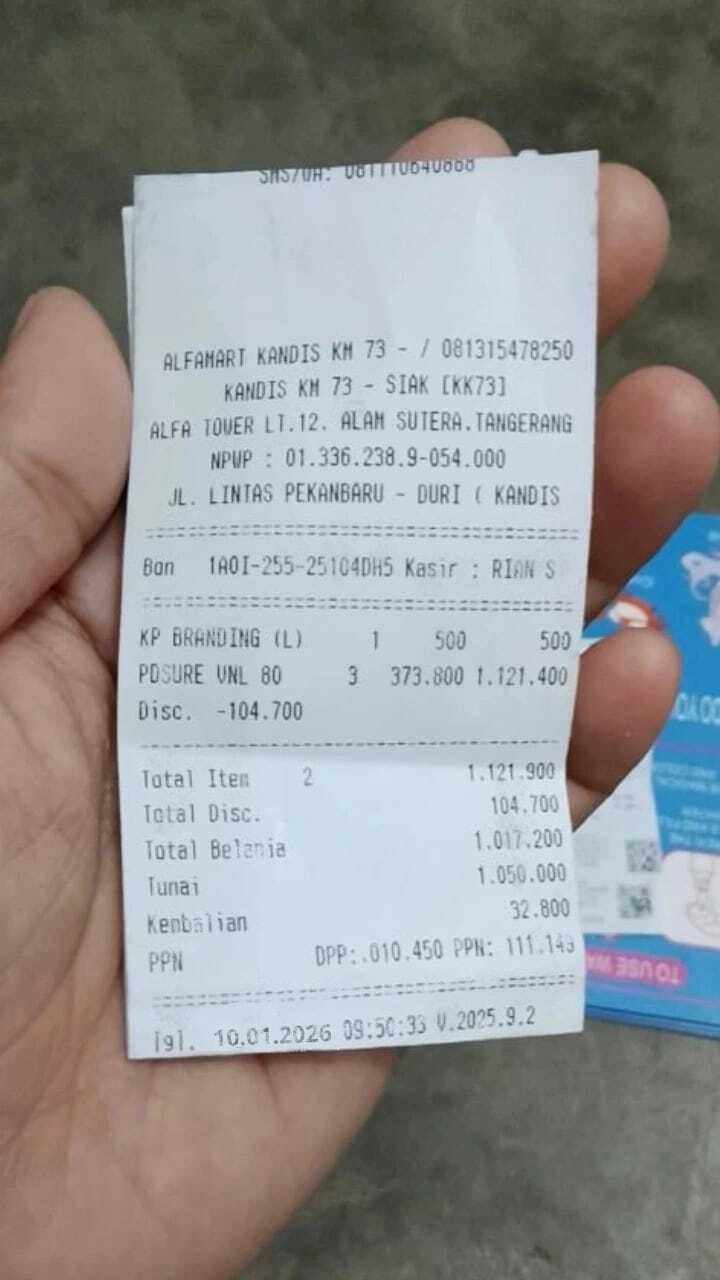 SMS/WA: 081110640888
ALFAMART KANDIS KM 73 - / 081315478250
KANDIS KM 73 - SIAK [KK73]
ALFA TOWER LT.12. ALAM SUTERA.TANGERANG
NPWP : 01.336.238.9-054.000
JL. LINTAS PEKANBARU - DURI ( KANDIS
Bon 1A0I-255-25104DH5 Kasir : RIAN S
KP BRANDING (L) 1 500 500
PDSURE VNL 80 3 373.800 1.121.400
Disc. -104.700
Total Item 2 1.121.900
Total Disc. 104.700
Total Belanja 1.017.200
Tunai 1.050.000
Kembalian 32.800
PPN DPP:.010.450 PPN: 111.149
Tgl. 10.01.2026 09:50:33 V.2025.9.2